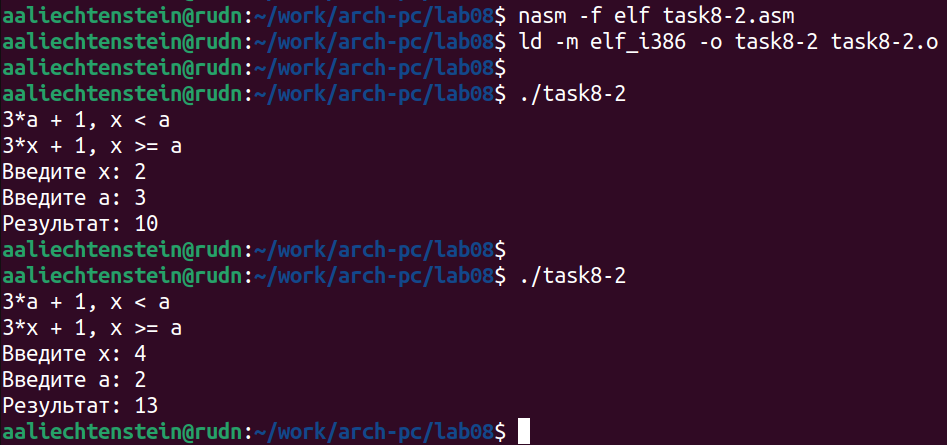 aaliechtenstein@rudn:~/work/arch-pc/lab08$ nasm -f elf task8-2.asm
aaliechtenstein@rudn:~/work/arch-pc/lab08$ ld -m elf_i386 -o task8-2 task8-2.o
aaliechtenstein@rudn:~/work/arch-pc/lab08$
aaliechtenstein@rudn:~/work/arch-pc/lab08$ ./task8-2
3*a + 1, x < a
3*x + 1, x >= a
Введите x: 2
Введите a: 3
Результат: 10
aaliechtenstein@rudn:~/work/arch-pc/lab08$
aaliechtenstein@rudn:~/work/arch-pc/lab08$ ./task8-2
3*a + 1, x < a
3*x + 1, x >= a
Введите x: 4
Введите a: 2
Результат: 13
aaliechtenstein@rudn:~/work/arch-pc/lab08$